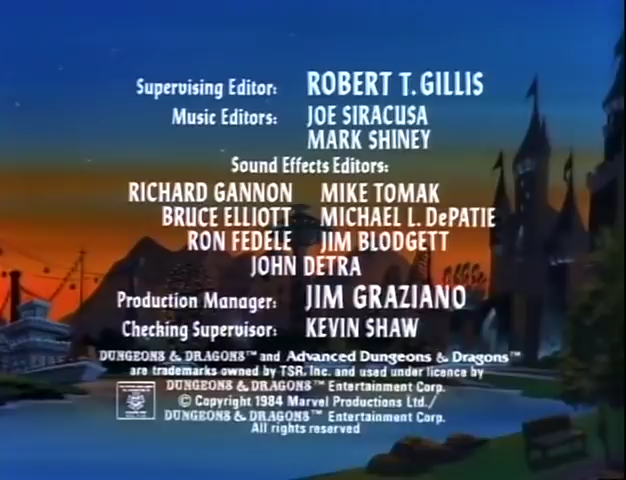 Supervising Editor: ROBERT T. GILLIS
Music Editors: JOE SIRACUSA
MARK SHINEY
Sound Effects Editors:
RICHARD GANNON MIKE TOMAK
BRUCE ELLIOTT MICHAEL L. DePATIE
RON FEDELE JIM BLODGETT
JOHN DETRA
Production Manager: JIM GRAZIANO
Checking Supervisor: KEVIN SHAW
DUNGEONS & DRAGONS™ and Advanced Dungeons & Dragons™
are trademarks owned by TSR, Inc. and used under licence by
DUNGEONS & DRAGONS™ Entertainment Corp.
© Copyright 1984 Marvel Productions Ltd./
DUNGEONS & DRAGONS™ Entertainment Corp.
All rights reserved